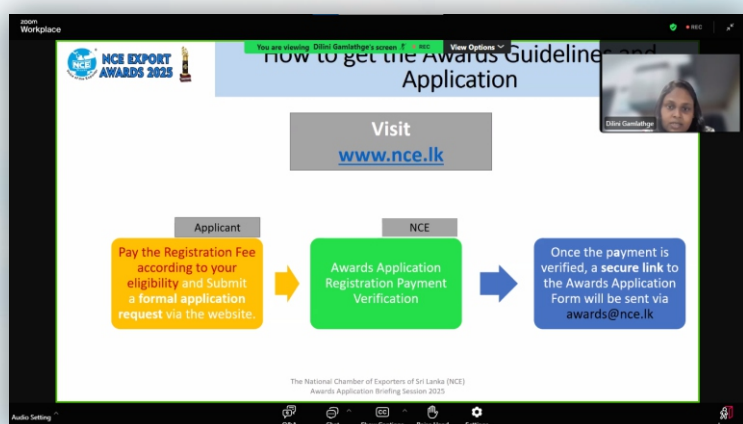 zoom
Workplace
REC
You are viewing Dilini Gamlathge's screen
REC
View Options
NCE
NCE EXPORT
AWARDS 2025
How to get the Awards Guidelines and
Application
Dilini Gamlathge
Visit
www.nce.lk
Applicant
NCE
Pay the Registration Fee
according to your
eligibility and Submit
a formal application
request via the website.
Awards Application
Registration Payment
Verification
Once the payment is
verified, a secure link to
the Awards Application
Form will be sent via
awards@nce.lk
The National Chamber of Exporters of Sri Lanka (NCE)
Awards Application Briefing Session 2025
Audio Setting